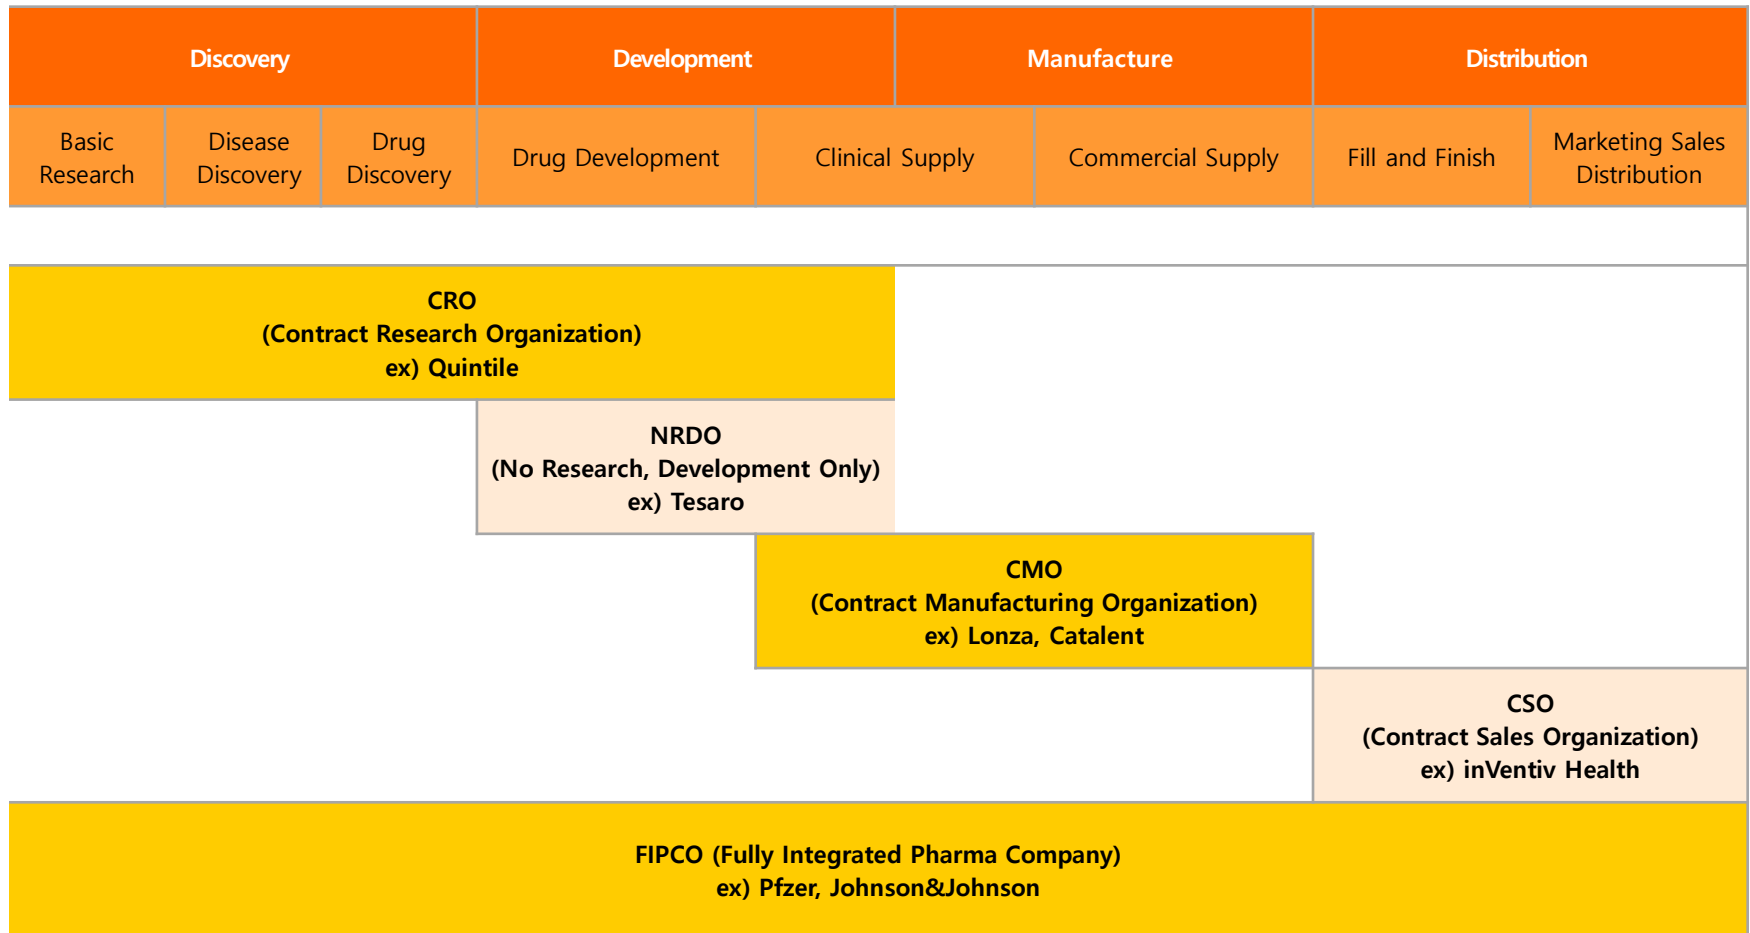 Discovery
Development
Manufacture
Distribution
Basic
Research
Disease
Discovery
Drug
Discovery
Drug Development
Clinical Supply
Commercial Supply
Fill and Finish
Marketing Sales
Distribution
CRO
(Contract Research Organization)
ex) Quintile
NRDO
(No Research, Development Only)
ex) Tesaro
CMO
(Contract Manufacturing Organization)
ex) Lonza, Catalent
CSO
(Contract Sales Organization)
ex) inVentiv Health
FIPCO (Fully Integrated Pharma Company)
ex) Pfzer, Johnson&Johnson